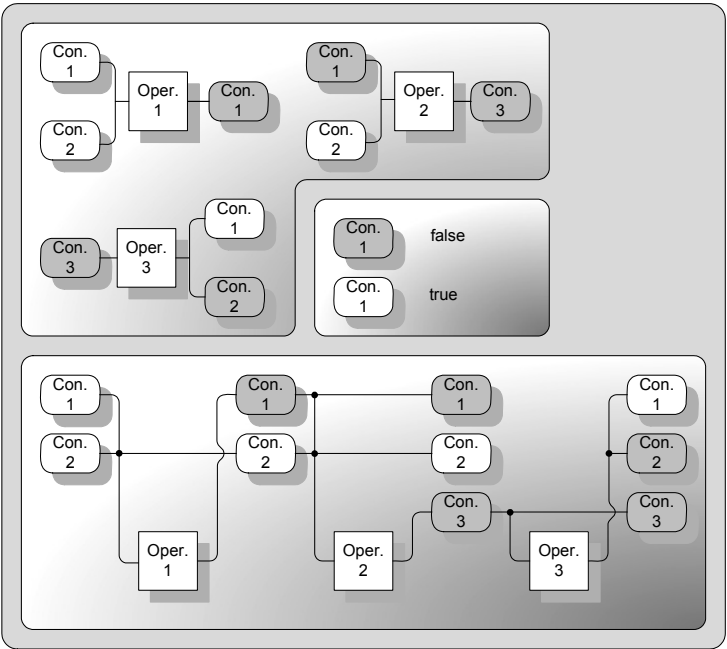 Con.
1
Con.
2
Oper.
1
Con.
1
Con.
1
Con.
2
Oper.
2
Con.
3
Con.
3
Oper.
3
Con.
1
Con.
2
Con.
1
false
Con.
1
true
Con.
1
Con.
2
Oper.
1
Con.
1
Con.
2
Oper.
2
Con.
1
Con.
2
Con.
3
Oper.
3
Con.
1
Con.
2
Con.
3